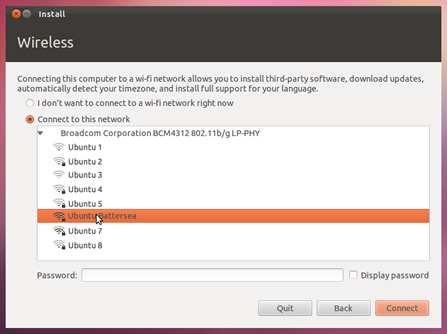 Install
Wireless
Connecting this computer to a wi-fi network allows you to install third-party software, download updates,
automatically detect your timezone, and install full support for your language.
I don't want to connect to a wifi network right now
Connect to this network
Broadcom Corporation BCM4312 802.11b/g LP-PHY
Ubuntu 1
Ubuntu 2
Ubuntu 3
Ubuntu 4
Ubuntu 5
Ubuntu Battersea
Ubuntu 7
Ubuntu 8
Password: Display password
Quit Back Connect